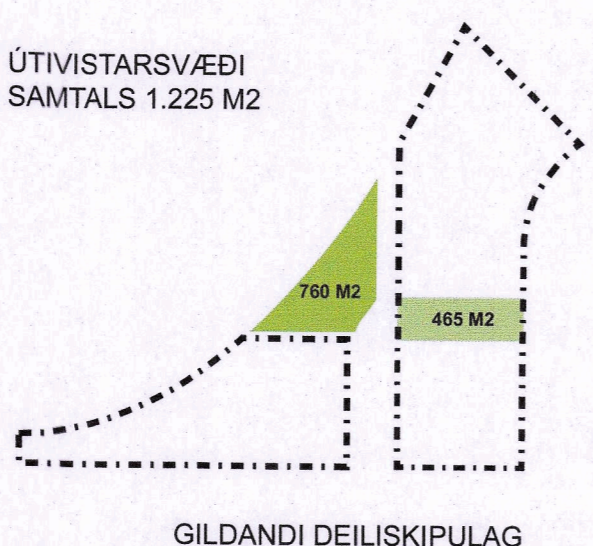 ÚTIVISTARSVÆÐI
SAMTALS 1.225 M2
760 M2
465 M2
GILDANDI DEILISKIPULAG